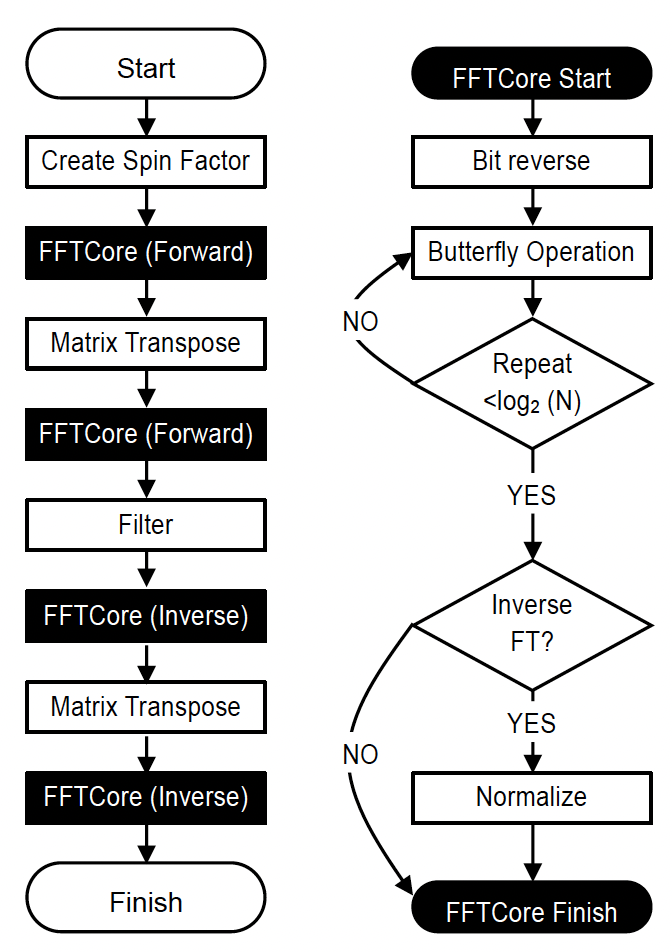 Start
Create Spin Factor
FFTCore (Forward)
Matrix Transpose
FFTCore (Forward)
Filter
FFTCore (Inverse)
Matrix Transpose
FFTCore (Inverse)
Finish
FFTCore Start
Bit reverse
Butterfly Operation
NO
Repeat
<log₂ (N)
YES
Inverse
FT?
YES
NO
Normalize
FFTCore Finish